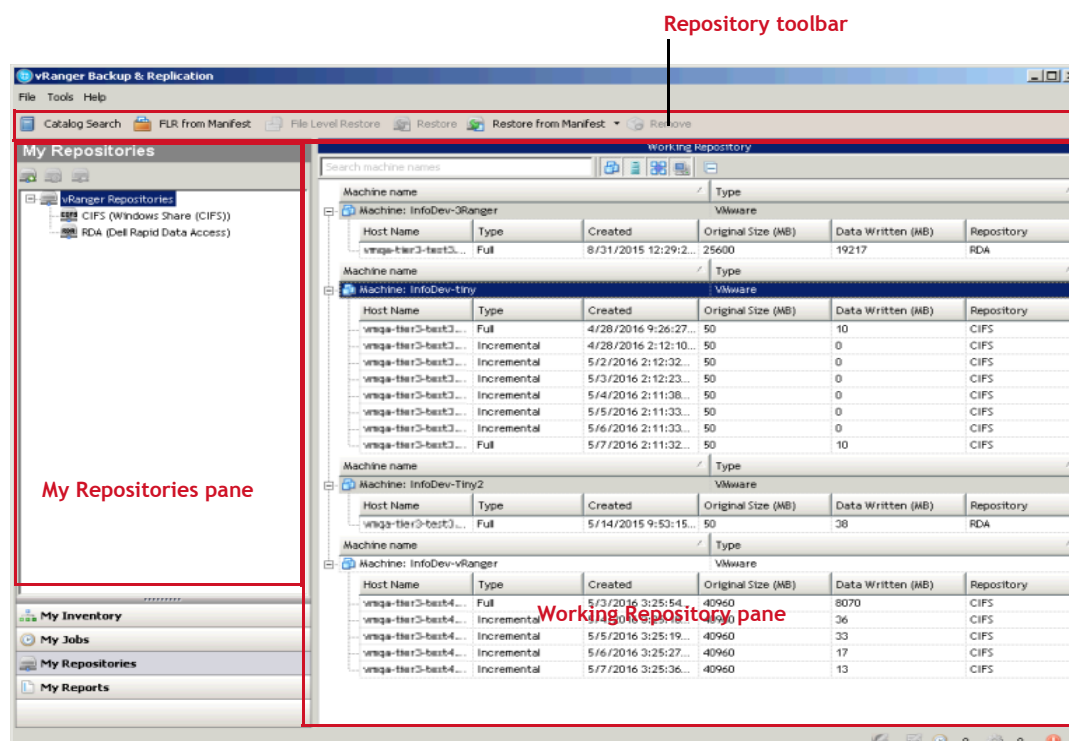 Repository toolbar
vRanger Backup & Replication
File Tools Help
Catalog Search FLR from Manifest File Level Restore Restore Restore from Manifest Remove
My Repositories
Working Repository
Search machine names
vRanger Repositories
CIFS (Windows Share (CIFS))
RDA (Dell Rapid Data Access)
Machine name Type
Machine: InfoDev-3Ranger VMware
Host Name Type Created Original Size (MB) Data Written (MB) Repository
Full 8/31/2015 12:29:2... 25600 19217 RDA
Machine name Type
Machine: InfoDev-tiny VMware
Host Name Type Created Original Size (MB) Data Written (MB) Repository
Full 4/28/2016 9:26:27... 50 10 CIFS
Incremental 4/28/2016 2:12:10... 50 0 CIFS
Incremental 5/2/2016 2:12:32... 50 0 CIFS
Incremental 5/3/2016 2:12:23... 50 0 CIFS
Incremental 5/4/2016 2:11:38... 50 0 CIFS
Incremental 5/5/2016 2:11:33... 50 0 CIFS
Incremental 5/6/2016 2:11:33... 50 0 CIFS
Full 5/7/2016 2:11:32... 50 10 CIFS
Machine name Type
Machine: InfoDev-Tiny2 VMware
Host Name Type Created Original Size (MB) Data Written (MB) Repository
Full 5/14/2015 9:53:15... 50 38 RDA
Machine name Type
Machine: InfoDev-vRanger VMware
Host Name Type Created Original Size (MB) Data Written (MB) Repository
Full 5/3/2016 3:25:54... 40960 8070 CIFS
Incremental 40960 36 CIFS
Incremental 5/5/2016 3:25:19... 40960 33 CIFS
Incremental 5/6/2016 3:25:27... 40960 17 CIFS
Incremental 5/7/2016 3:25:36... 40960 13 CIFS
My Repositories pane
Working Repository pane
My Inventory
My Jobs
My Repositories
My Reports